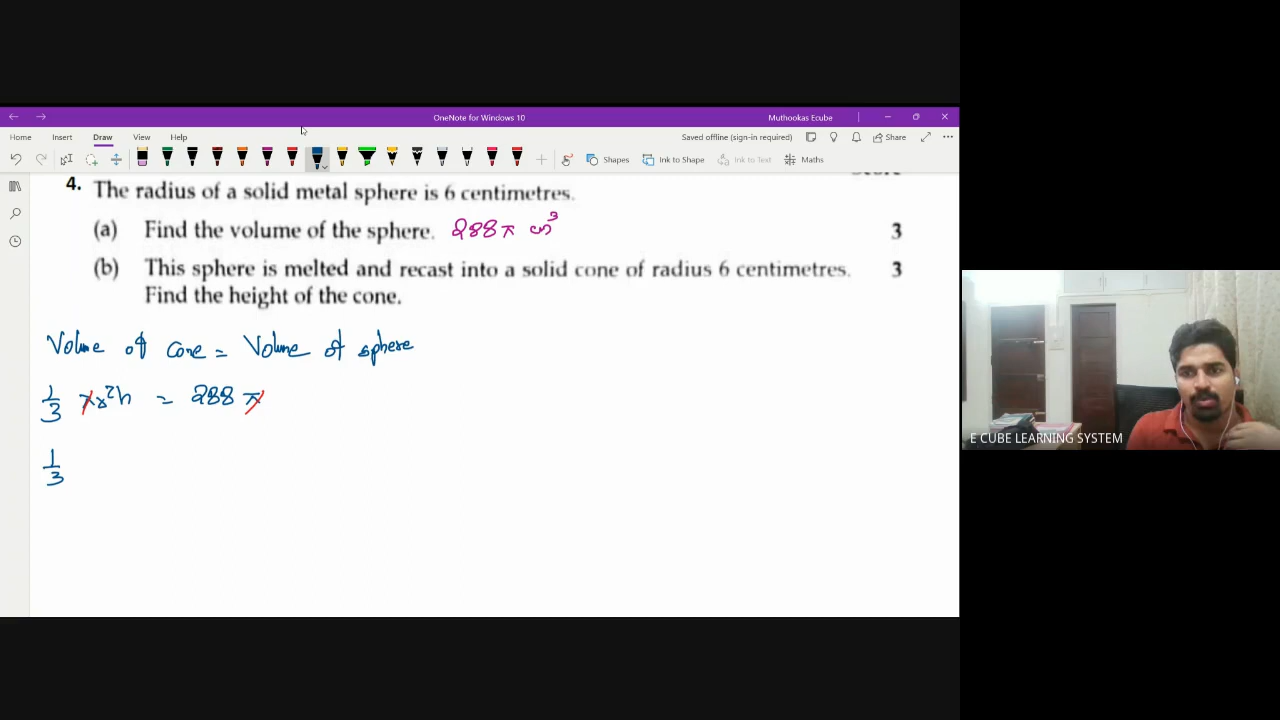 OneNote for Windows 10
Muthookas Ecube
Home Insert Draw View Help
Saved offline (sign-in required)
Share
Shapes
Ink to Shape
Ink to Text
Maths
4. The radius of a solid metal sphere is 6 centimetres.
(a) Find the volume of the sphere. 288π cm³ 3
(b) This sphere is melted and recast into a solid cone of radius 6 centimetres. 3
Find the height of the cone.
Volume of cone = Volume of sphere
1/3 πr²h = 288 π
1/3
E CUBE LEARNING SYSTEM